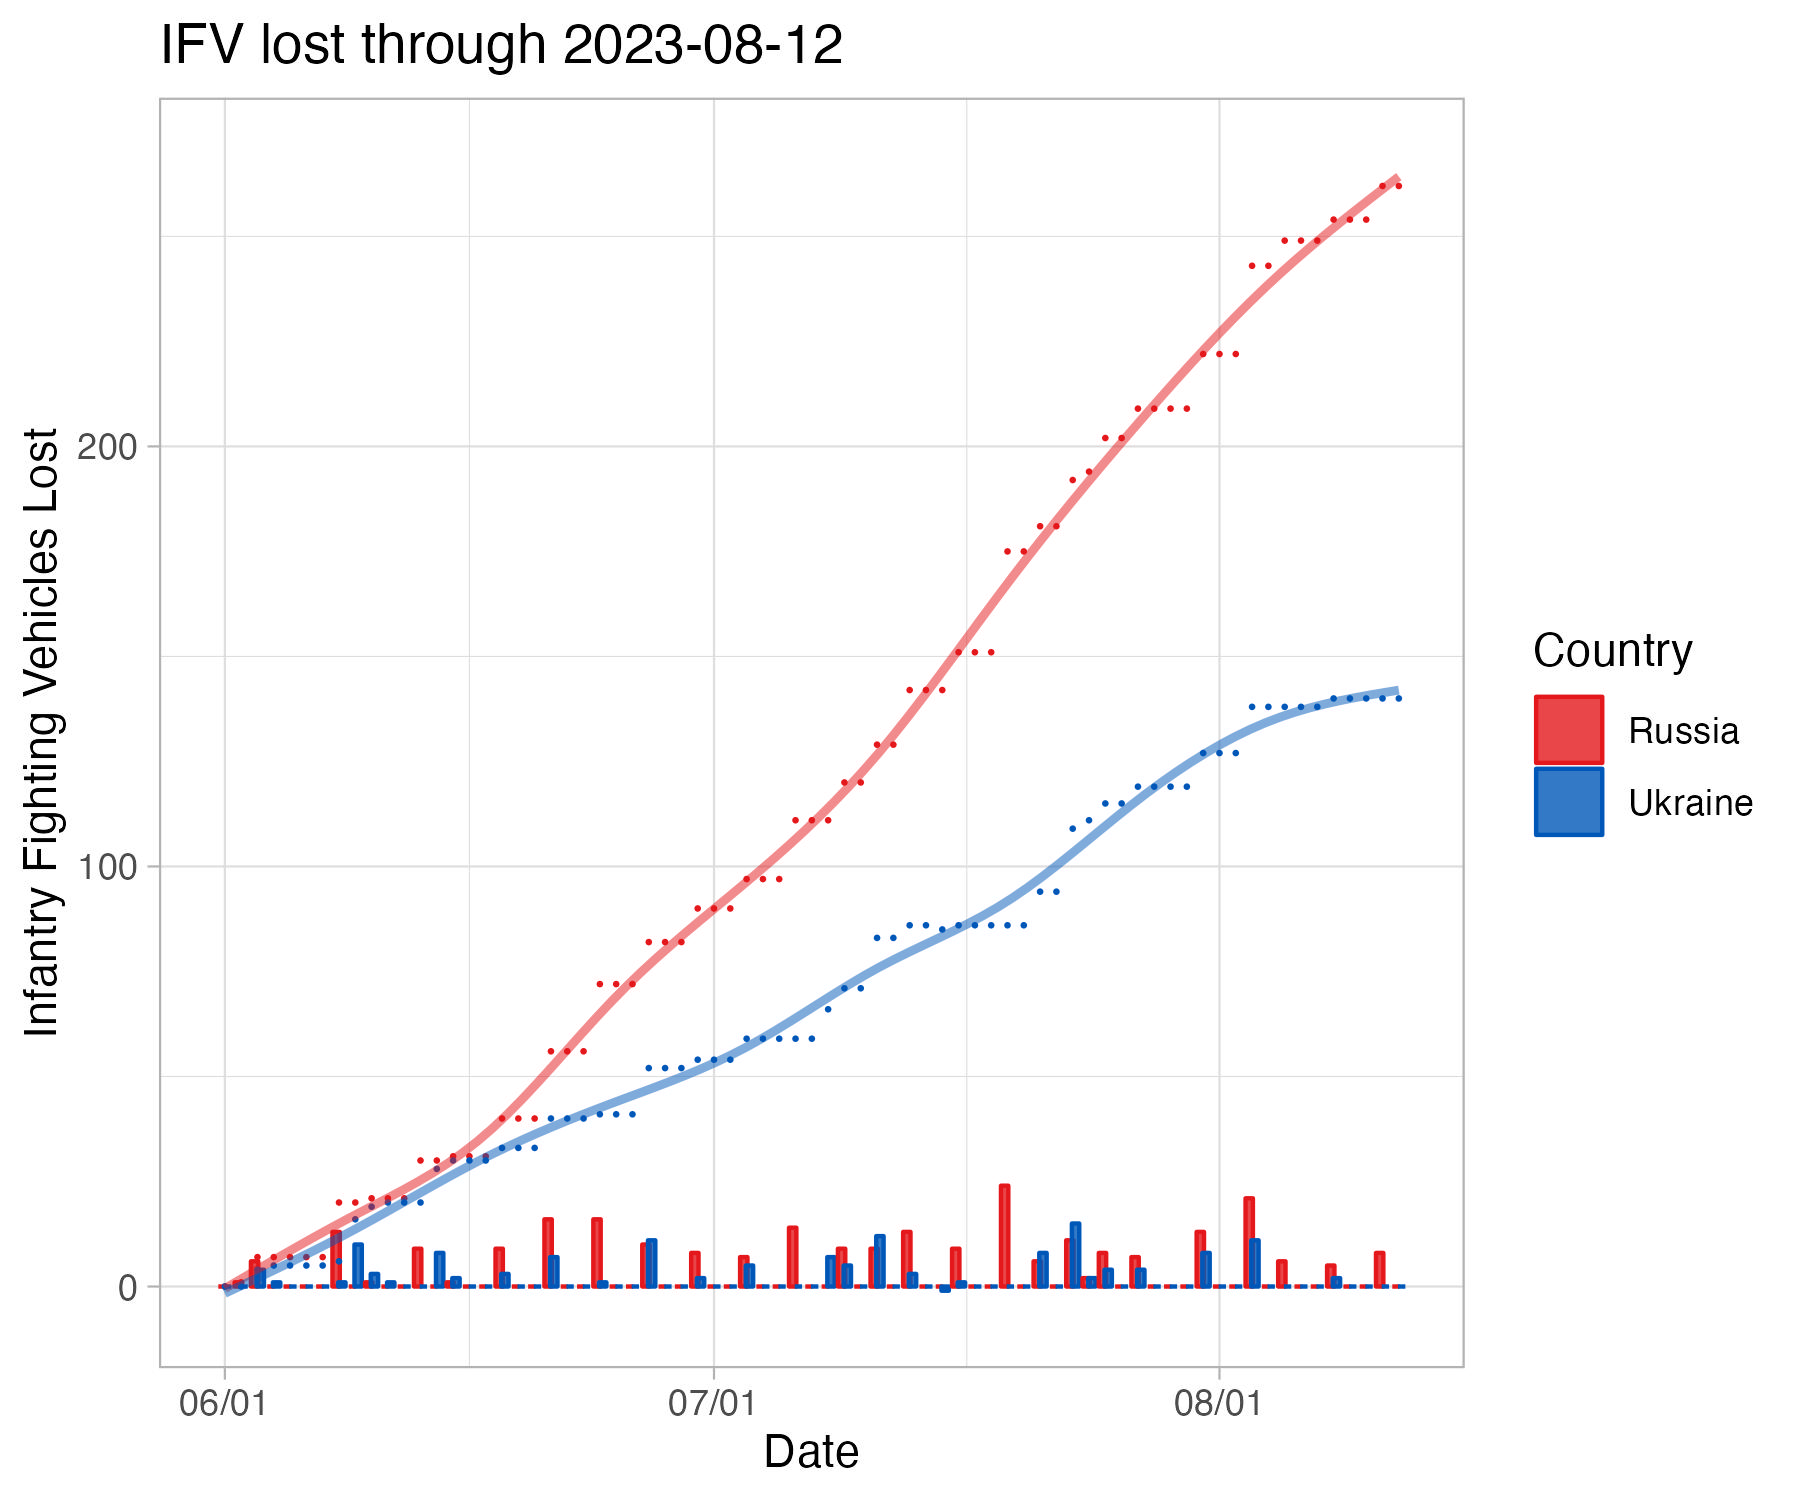 IFV lost through 2023-08-12
Infantry Fighting Vehicles Lost
200
100
0
06/01
07/01
08/01
Date
Country
Russia
Ukraine